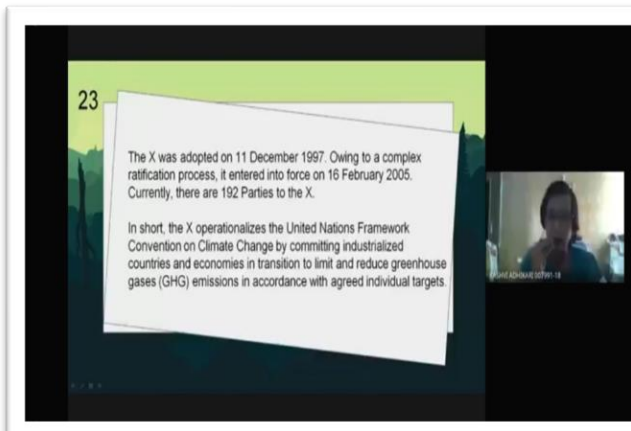 23
The X was adopted on 11 December 1997. Owing to a complex
ratification process, it entered into force on 16 February 2005.
Currently, there are 192 Parties to the X.
In short, the X operationalizes the United Nations Framework
Convention on Climate Change by committing industrialized
countries and economies in transition to limit and reduce greenhouse
gases (GHG) emissions in accordance with agreed individual targets.